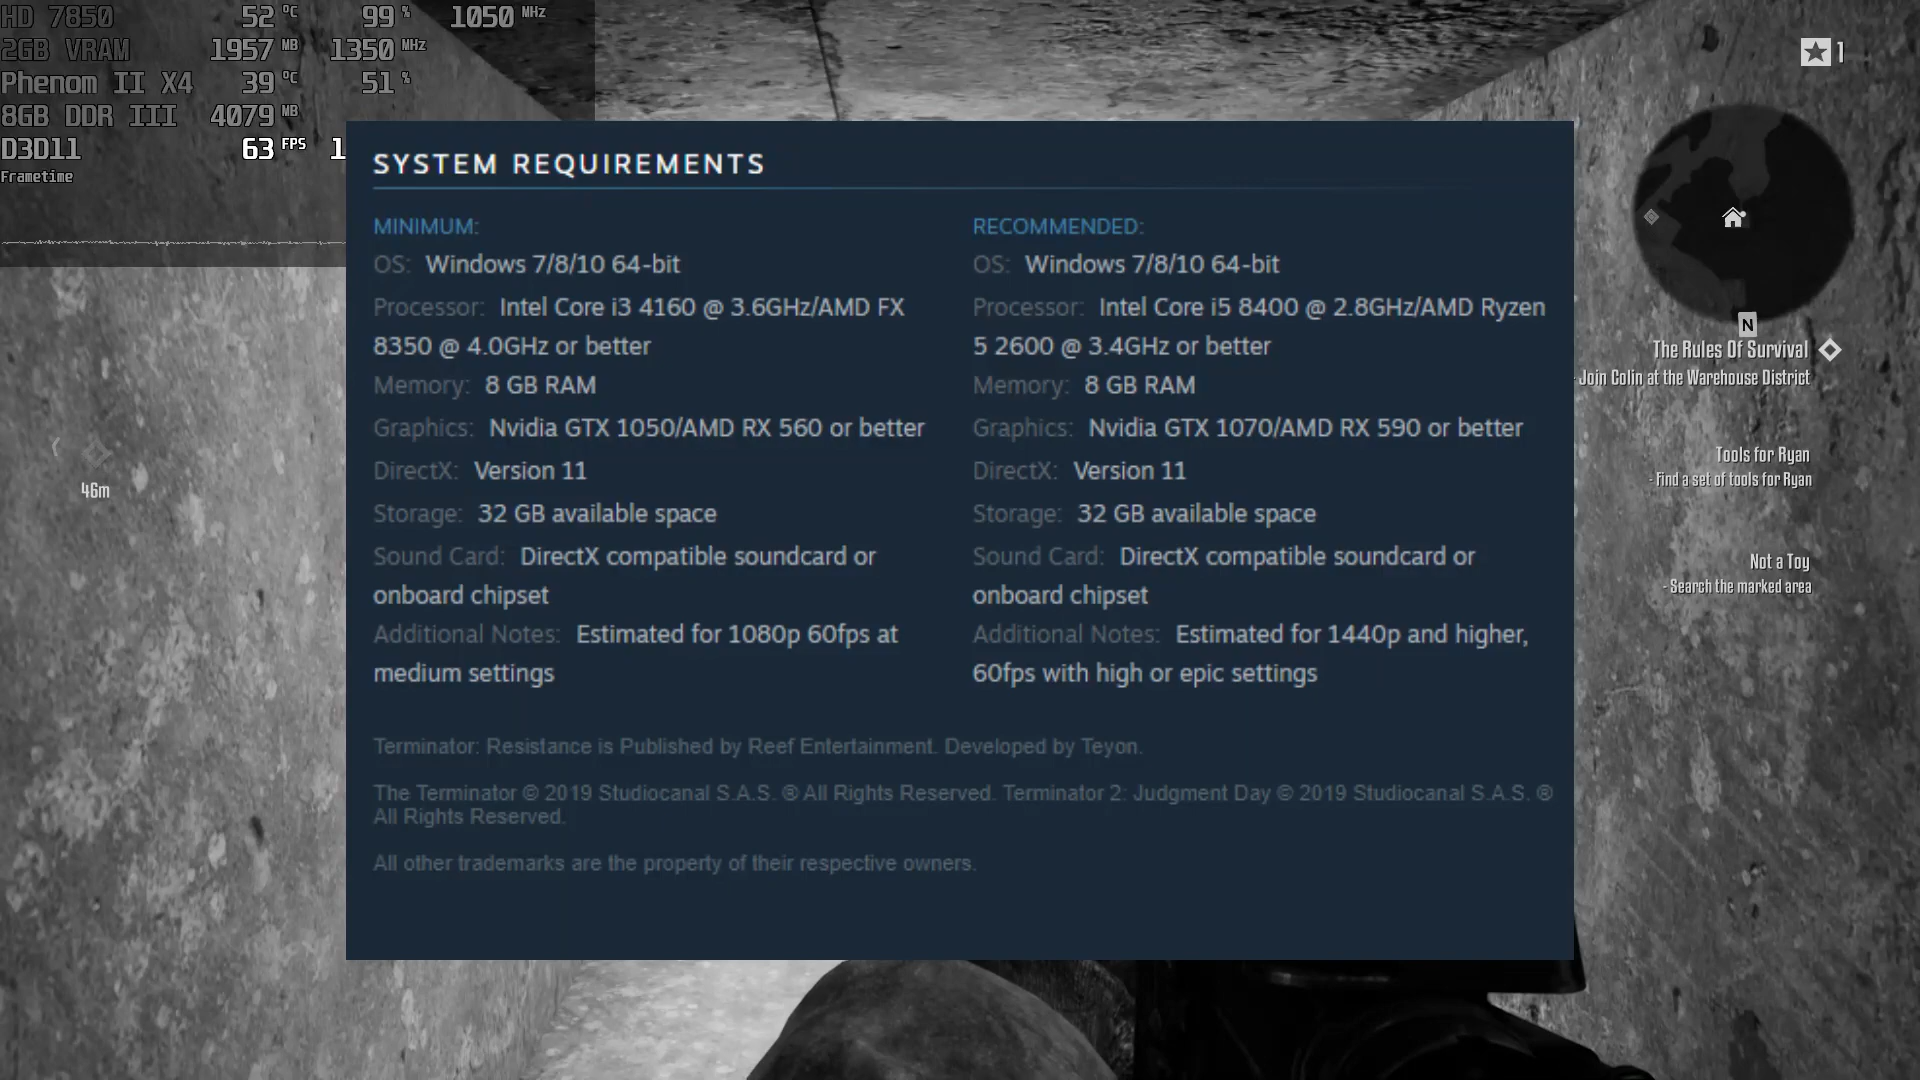 HD 7850 52 °C 99 % 1050 MHz
2GB VRAM 1957 MB 1350 MHz
Phenom II X4 39 °C 51 %
8GB DDR III 4079 MB
D3D11 63 FPS 1
Frametime
1
SYSTEM REQUIREMENTS
MINIMUM:
OS: Windows 7/8/10 64-bit
Processor: Intel Core i3 4160 @ 3.6GHz/AMD FX
8350 @ 4.0GHz or better
Memory: 8 GB RAM
Graphics: Nvidia GTX 1050/AMD RX 560 or better
DirectX: Version 11
Storage: 32 GB available space
Sound Card: DirectX compatible soundcard or
onboard chipset
Additional Notes: Estimated for 1080p 60fps at
medium settings
RECOMMENDED:
OS: Windows 7/8/10 64-bit
Processor: Intel Core i5 8400 @ 2.8GHz/AMD Ryzen
5 2600 @ 3.4GHz or better
Memory: 8 GB RAM
Graphics: Nvidia GTX 1070/AMD RX 590 or better
DirectX: Version 11
Storage: 32 GB available space
Sound Card: DirectX compatible soundcard or
onboard chipset
Additional Notes: Estimated for 1440p and higher,
60fps with high or epic settings
Terminator: Resistance is Published by Reef Entertainment. Developed by Teyon.
The Terminator © 2019 Studiocanal S.A.S. ® All Rights Reserved. Terminator 2: Judgment Day © 2019 Studiocanal S.A.S. ®
All Rights Reserved.
All other trademarks are the property of their respective owners.
N
The Rules Of Survival
- Join Colin at the Warehouse District
Tools for Ryan
- Find a set of tools for Ryan
Not a Toy
- Search the marked area
46m